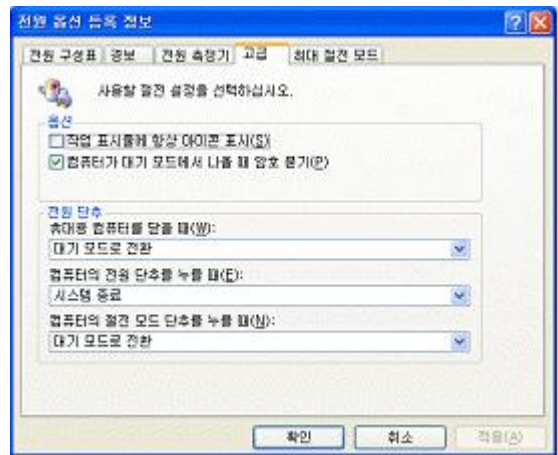 전원 옵션 등록 정보
전원 구성표 경보 전원 측정기 고급 최대 절전 모드
사용할 절전 설정을 선택하십시오.
옵션
작업 표시줄에 항상 아이콘 표시(S)
컴퓨터가 대기 모드에서 나올 때 암호 묻기(P)
전원 단추
휴대용 컴퓨터를 닫을 때(W):
대기 모드로 전환
컴퓨터의 전원 단추를 누를 때(E):
시스템 종료
컴퓨터의 절전 모드 단추를 누를 때(N):
대기 모드로 전환
확인 취소 적용(A)